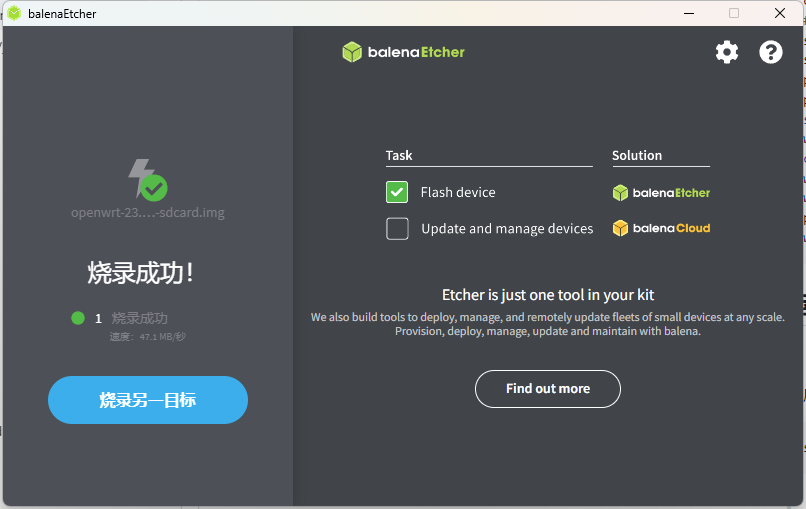 balenaEtcher
balenaEtcher
openwrt-23.…-sdcard.img
烧录成功!
1 烧录成功
速度: 47.1 MB/秒
烧录另一目标
Task Solution
Flash device balenaEtcher
Update and manage devices balenaCloud
Etcher is just one tool in your kit
We also build tools to deploy, manage, and remotely update fleets of small devices at any scale.
Provision, deploy, manage, update and maintain with balena.
Find out more